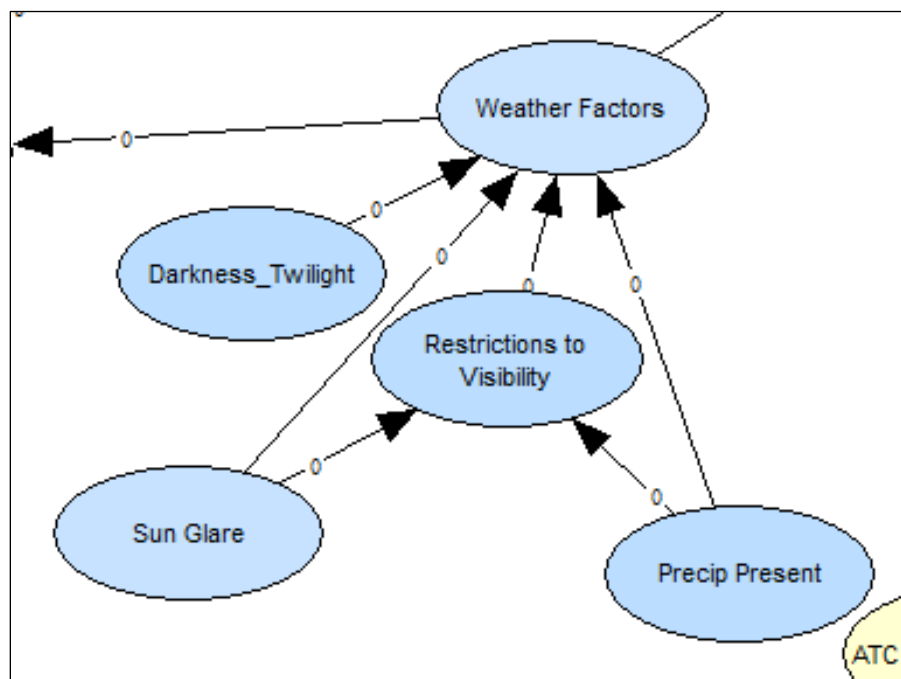 0
Weather Factors
0
0
Darkness_Twilight
0
0
0
Restrictions to
Visibility
0
0
Sun Glare
Precip Present
ATC